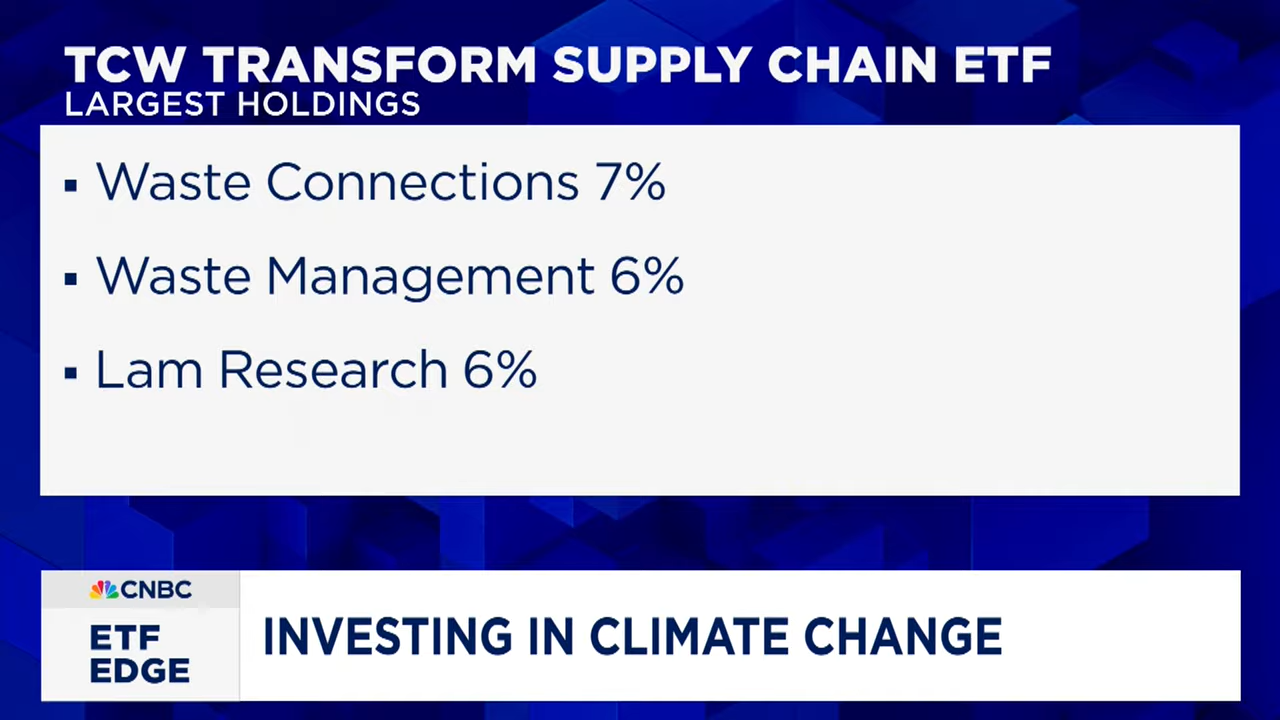 TCW TRANSFORM SUPPLY CHAIN ETF
LARGEST HOLDINGS
▪ Waste Connections 7%
▪ Waste Management 6%
▪ Lam Research 6%
CNBC
ETF
EDGE
INVESTING IN CLIMATE CHANGE